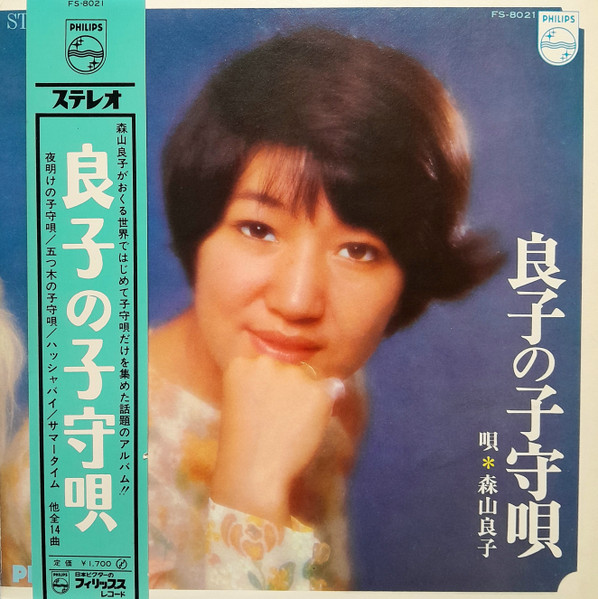 FS-8021
PHILIPS
ステレオ
森山良子がおくる世界ではじめて子守唄だけを集めた話題のアルバム!!
良子の子守唄
夜明けの子守唄/五つ木の子守唄/ハッシャバイ/サマータイム 他全14曲
定価 ¥1,700
PHILIPS
日本ビクターの
フィリップス
レコード
ST
FS-8021
PHILIPS
良子の子守唄
唄*森山良子